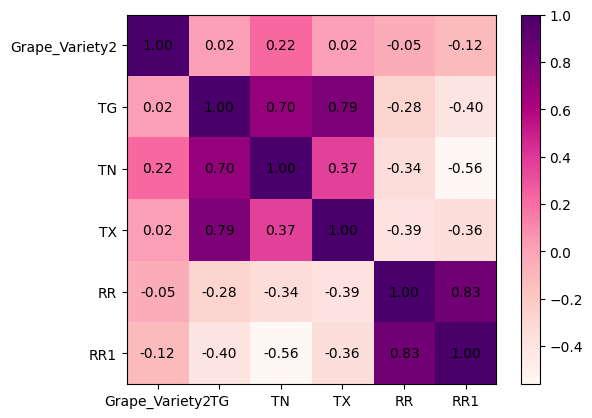 Grape_Variety2 1.00 0.02 0.22 0.02 -0.05 -0.12
TG 0.02 1.00 0.70 0.79 -0.28 -0.40
TN 0.22 0.70 1.00 0.37 -0.34 -0.56
TX 0.02 0.79 0.37 1.00 -0.39 -0.36
RR -0.05 -0.28 -0.34 -0.39 1.00 0.83
RR1 -0.12 -0.40 -0.56 -0.36 0.83 1.00
Grape_Variety2 TG TN TX RR RR1
1.0
0.8
0.6
0.4
0.2
0.0
−0.2
−0.4